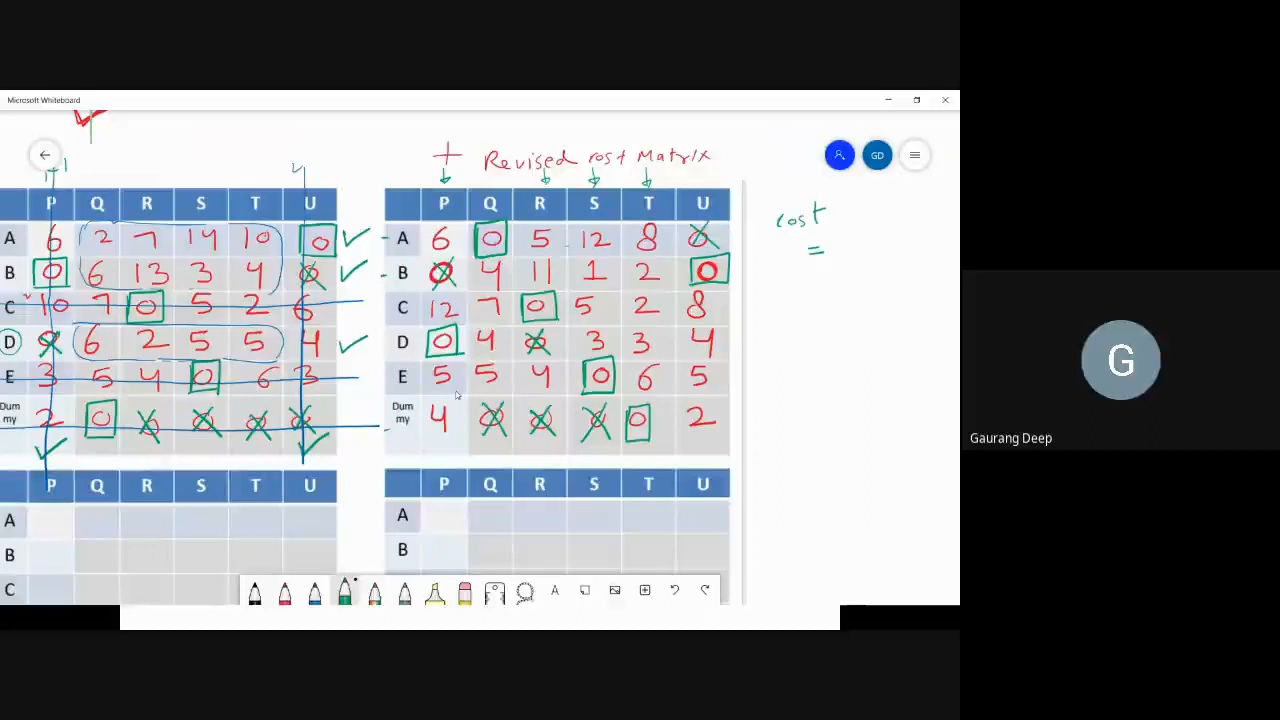 Microsoft Whiteboard
Revised cost Matrix
GD
P Q R S T U
A 6 2 7 14 10 0
B 0 6 13 3 4 0
C 10 7 0 5 2 6
D 0 6 2 5 5 4
E 3 5 4 0 6 3
Dum
my 2 0 0 0 0 0
P Q R S T U
A 6 0 5 12 8 0
B 0 4 11 1 2 0
C 12 7 0 5 2 8
D 0 4 0 3 3 4
E 5 5 4 0 6 5
Dum
my 4 0 0 0 0 2
cost
=
P Q R S T U
A
B
C
P Q R S T U
A
B
A
G
Gaurang Deep